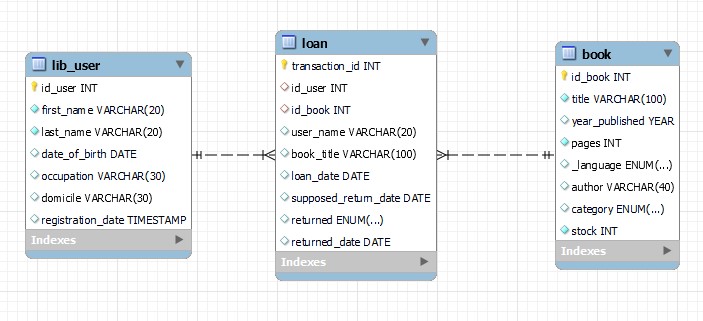 lib_user
id_user INT
first_name VARCHAR(20)
last_name VARCHAR(20)
date_of_birth DATE
occupation VARCHAR(30)
domicile VARCHAR(30)
registration_date TIMESTAMP
Indexes
loan
transaction_id INT
id_user INT
id_book INT
user_name VARCHAR(20)
book_title VARCHAR(100)
loan_date DATE
supposed_return_date DATE
returned ENUM(...)
returned_date DATE
Indexes
book
id_book INT
title VARCHAR(100)
year_published YEAR
pages INT
_language ENUM(...)
author VARCHAR(40)
category ENUM(...)
stock INT
Indexes